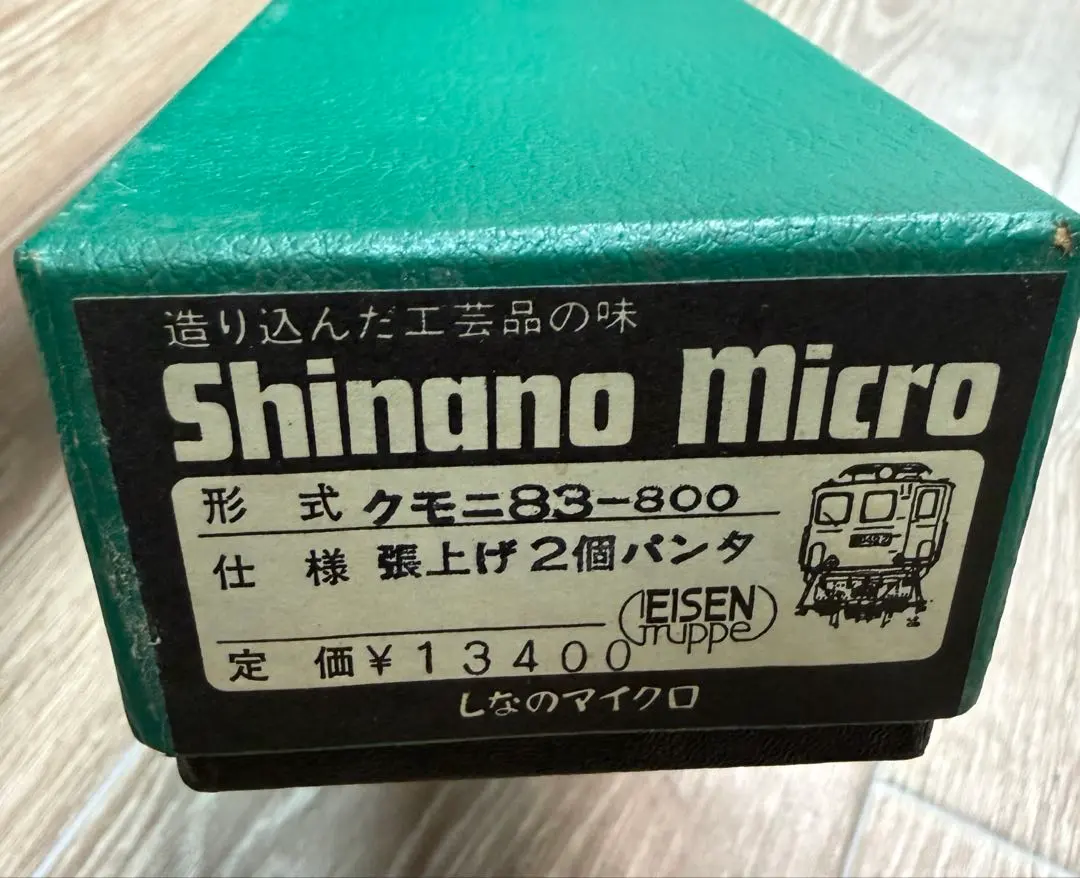 造り込んだ工芸品の味
Shinano Micro
形 式 クモニ83-800
仕 様 張上げ2個パンタ
EISEN
Truppe
定 価 ¥13400
しなのマイクロ